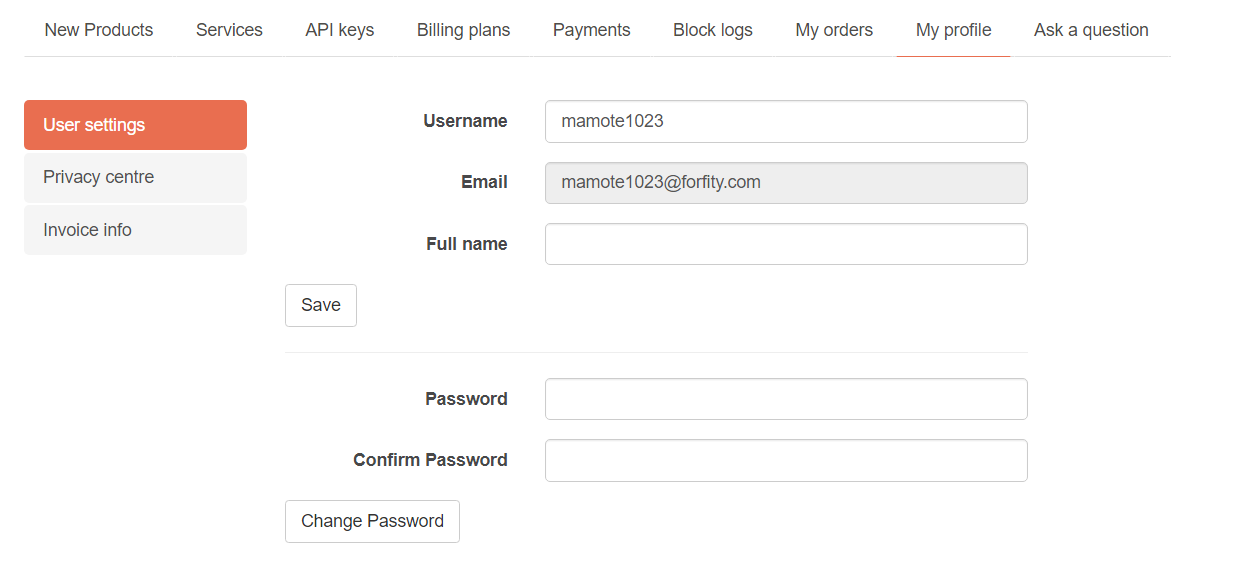 New Products Services API keys Billing plans Payments Block logs My orders My profile Ask a question
User settings
Privacy centre
Invoice info
Username mamote1023
Email mamote1023@forfity.com
Full name
Save
Password
Confirm Password
Change Password